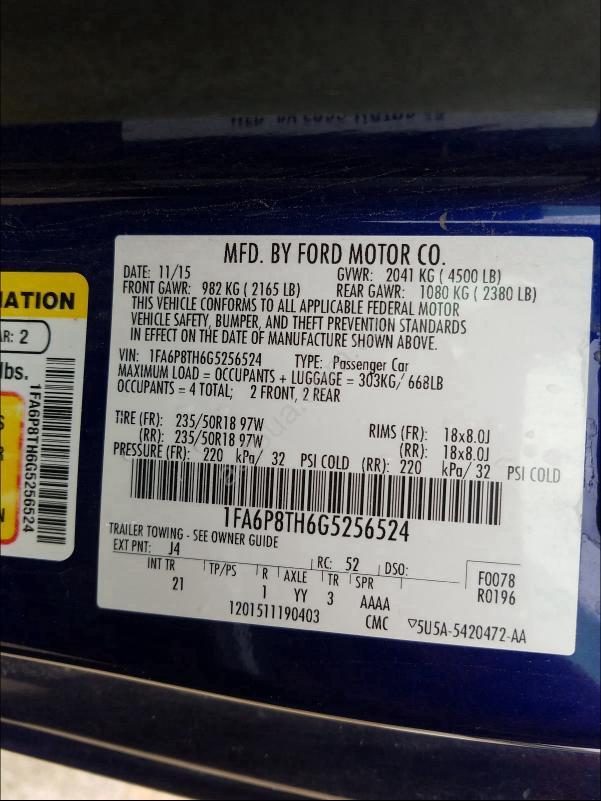 MFD. BY FORD MOTOR CO.
DATE: 11/15 GVWR: 2041 KG ( 4500 LB)
FRONT GAWR: 982 KG ( 2165 LB) REAR GAWR: 1080 KG ( 2380 LB)
THIS VEHICLE CONFORMS TO ALL APPLICABLE FEDERAL MOTOR
VEHICLE SAFETY, BUMPER, AND THEFT PREVENTION STANDARDS
IN EFFECT ON THE DATE OF MANUFACTURE SHOWN ABOVE.
VIN: 1FA6P8TH6G5256524 TYPE: Passenger Car
MAXIMUM LOAD = OCCUPANTS + LUGGAGE = 303KG/ 668LB
OCCUPANTS = 4 TOTAL; 2 FRONT, 2 REAR
TIRE (FR): 235/50R18 97W RIMS (FR): 18x8.0J
(RR): 235/50R18 97W (RR): 18x8.0J
PRESSURE (FR): 220 kPa/ 32 PSI COLD (RR): 220 kPa/ 32 PSI COLD
1FA6P8TH6G5256524
TRAILER TOWING - SEE OWNER GUIDE
EXT PNT: J4 RC: 52 DSO:
INT TR TP/PS R AXLE TR SPR F0078
21 1 YY 3 AAAA R0196
1201511190403 CMC 5U5A-5420472-AA
MATION
AR: 2
lbs.
1FA6P8TH6G5256524